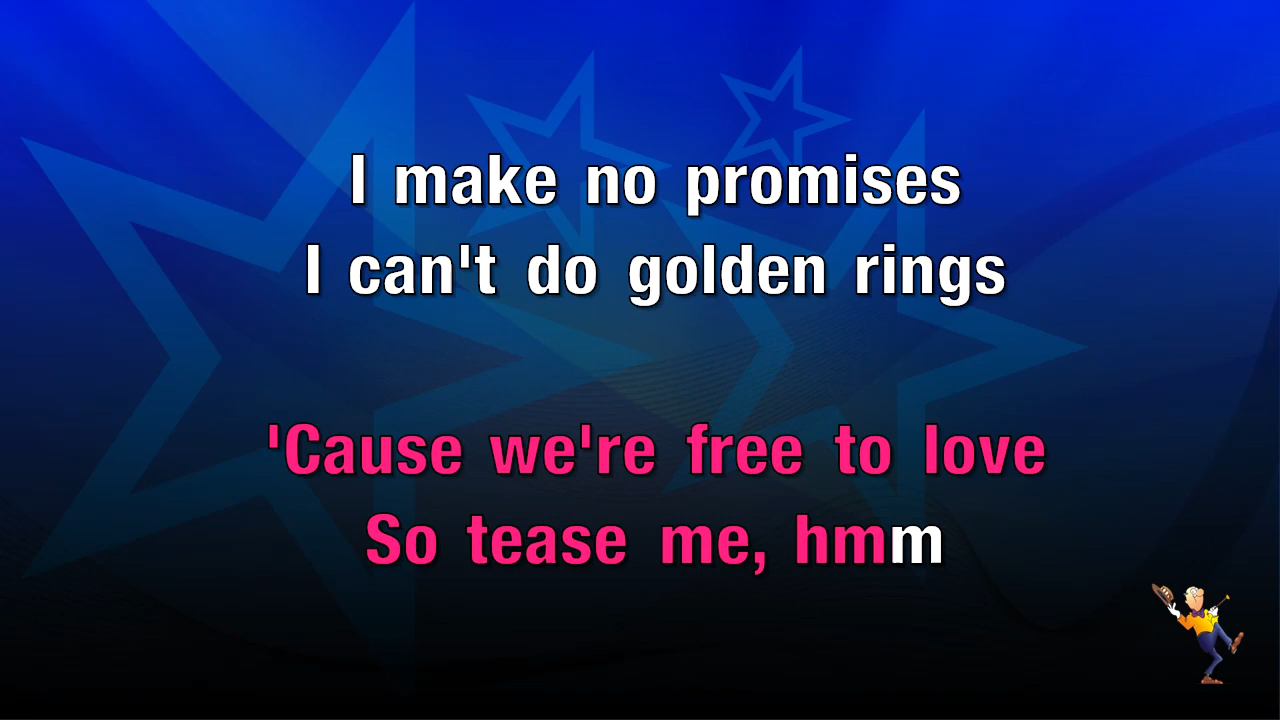 I make no promises
I can't do golden rings
'Cause we're free to love
So tease me, hmm